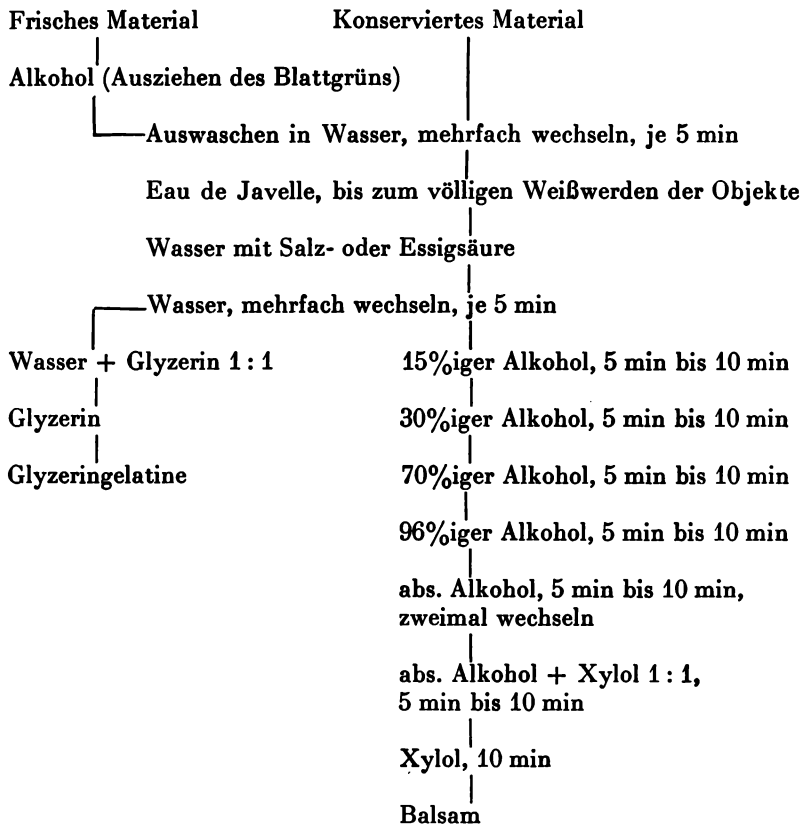 Frisches Material Konserviertes Material
Alkohol (Ausziehen des Blattgrüns)
Auswaschen in Wasser, mehrfach wechseln, je 5 min
Eau de Javelle, bis zum völligen Weißwerden der Objekte
Wasser mit Salz- oder Essigsäure
Wasser, mehrfach wechseln, je 5 min
Wasser + Glyzerin 1 : 1 15%iger Alkohol, 5 min bis 10 min
Glyzerin 30%iger Alkohol, 5 min bis 10 min
Glyzeringelatine 70%iger Alkohol, 5 min bis 10 min
96%iger Alkohol, 5 min bis 10 min
abs. Alkohol, 5 min bis 10 min,
zweimal wechseln
abs. Alkohol + Xylol 1 : 1,
5 min bis 10 min
Xylol, 10 min
Balsam